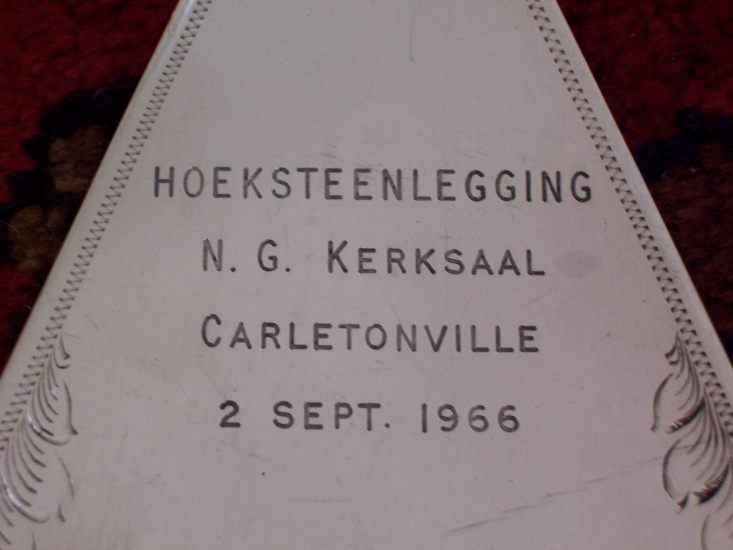 HOEKSTEENLEGGING
N. G. KERKSAAL
CARLETONVILLE
2 SEPT. 1966